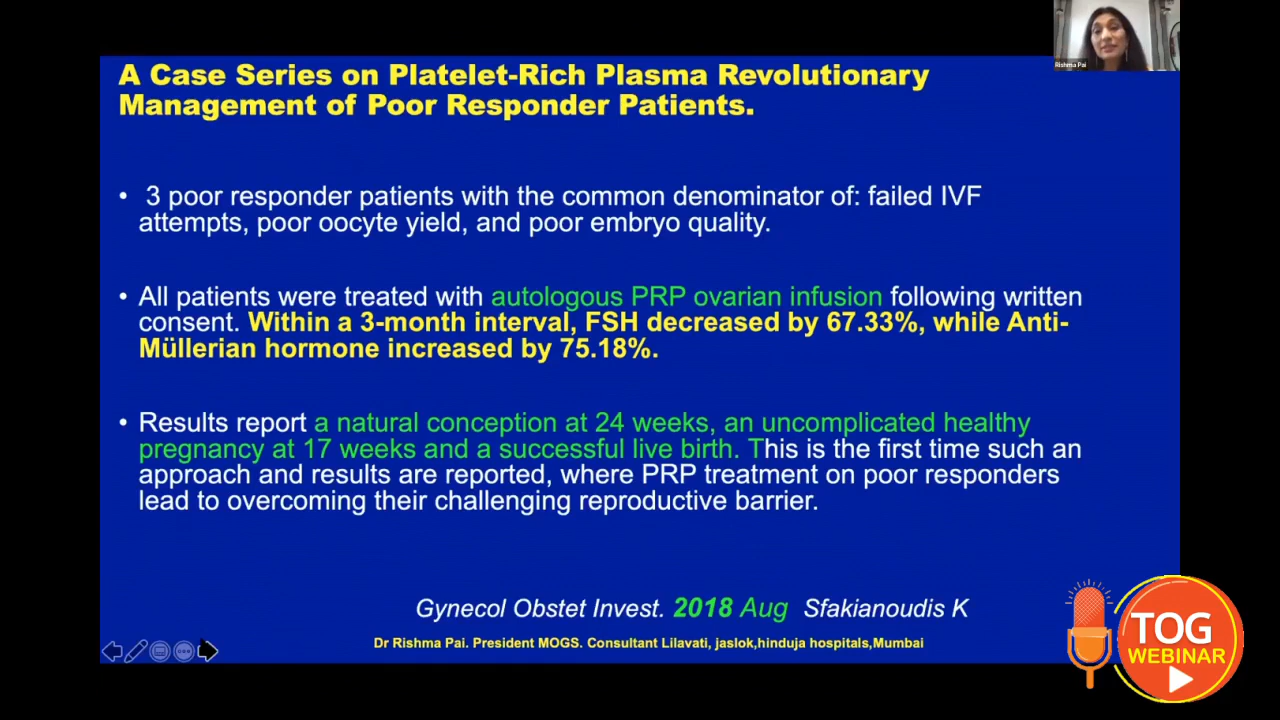 Rishma Pai
A Case Series on Platelet-Rich Plasma Revolutionary
Management of Poor Responder Patients.
• 3 poor responder patients with the common denominator of: failed IVF
attempts, poor oocyte yield, and poor embryo quality.
• All patients were treated with autologous PRP ovarian infusion following written
consent. Within a 3-month interval, FSH decreased by 67.33%, while Anti-
Müllerian hormone increased by 75.18%.
• Results report a natural conception at 24 weeks, an uncomplicated healthy
pregnancy at 17 weeks and a successful live birth. This is the first time such an
approach and results are reported, where PRP treatment on poor responders
lead to overcoming their challenging reproductive barrier.
Gynecol Obstet Invest. 2018 Aug Sfakianoudis K
Dr Rishma Pai. President MOGS. Consultant Lilavati, jaslok,hinduja hospitals,Mumbai
TOG
WEBINAR